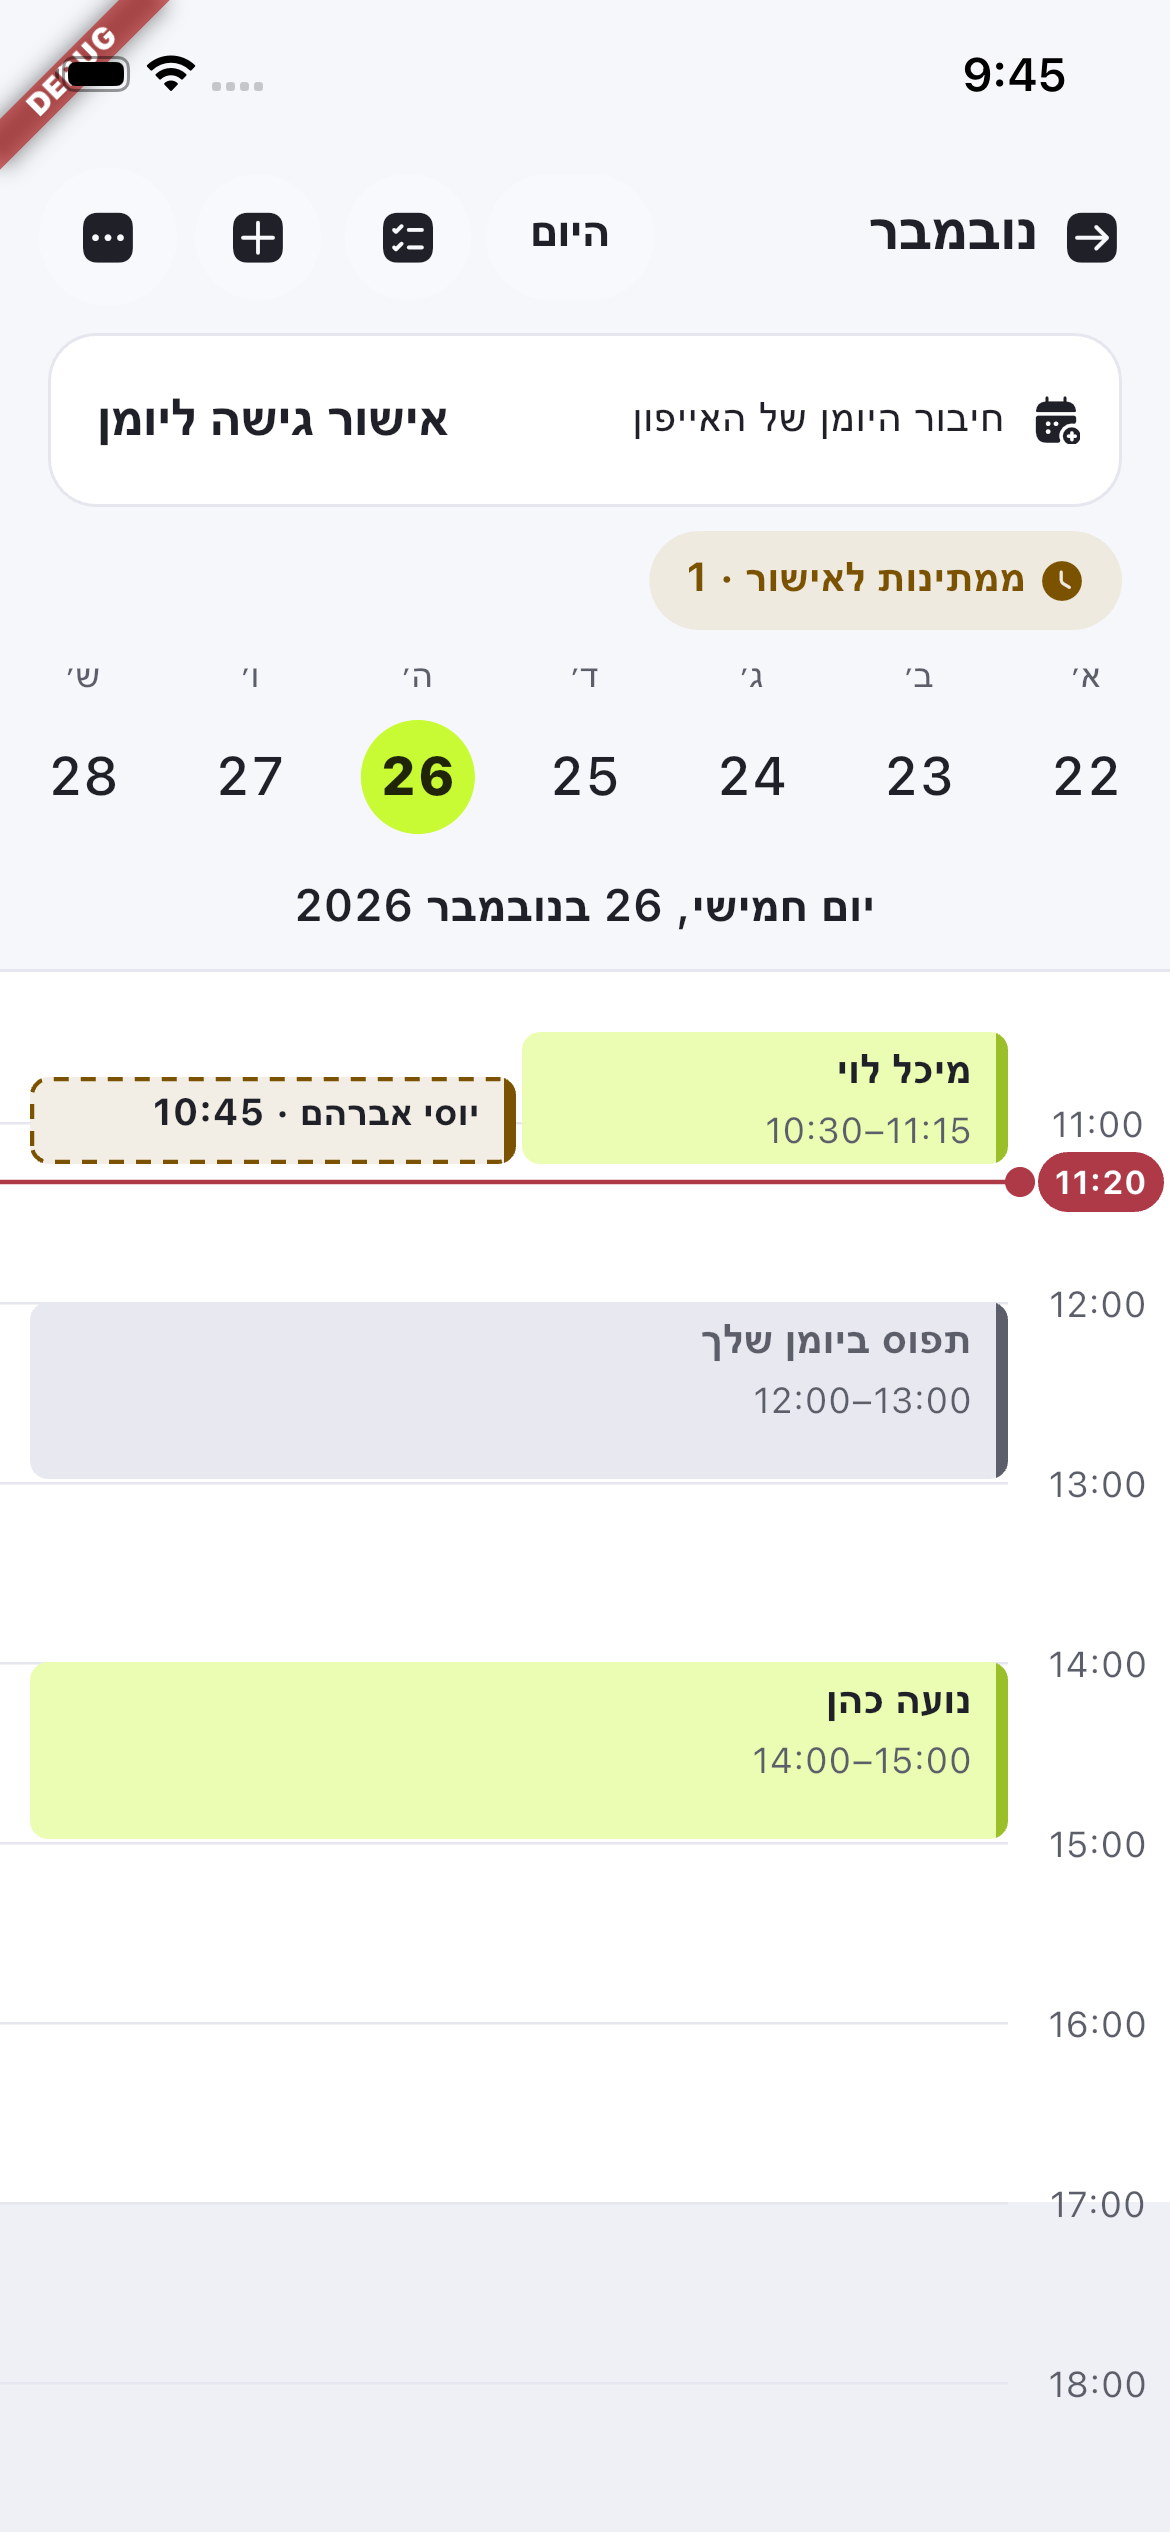 DEBUG
9:45
נובמבר
היום
חיבור היומן של האייפון
אישור גישה ליומן
ממתינות לאישור · 1
א׳ ב׳ ג׳ ד׳ ה׳ ו׳ ש׳
22 23 24 25 26 27 28
יום חמישי, 26 בנובמבר 2026
מיכל לוי
10:30–11:15
יוסי אברהם · 10:45
11:00
11:20
12:00
תפוס ביומן שלך
12:00–13:00
13:00
14:00
נועה כהן
14:00–15:00
15:00
16:00
17:00
18:00